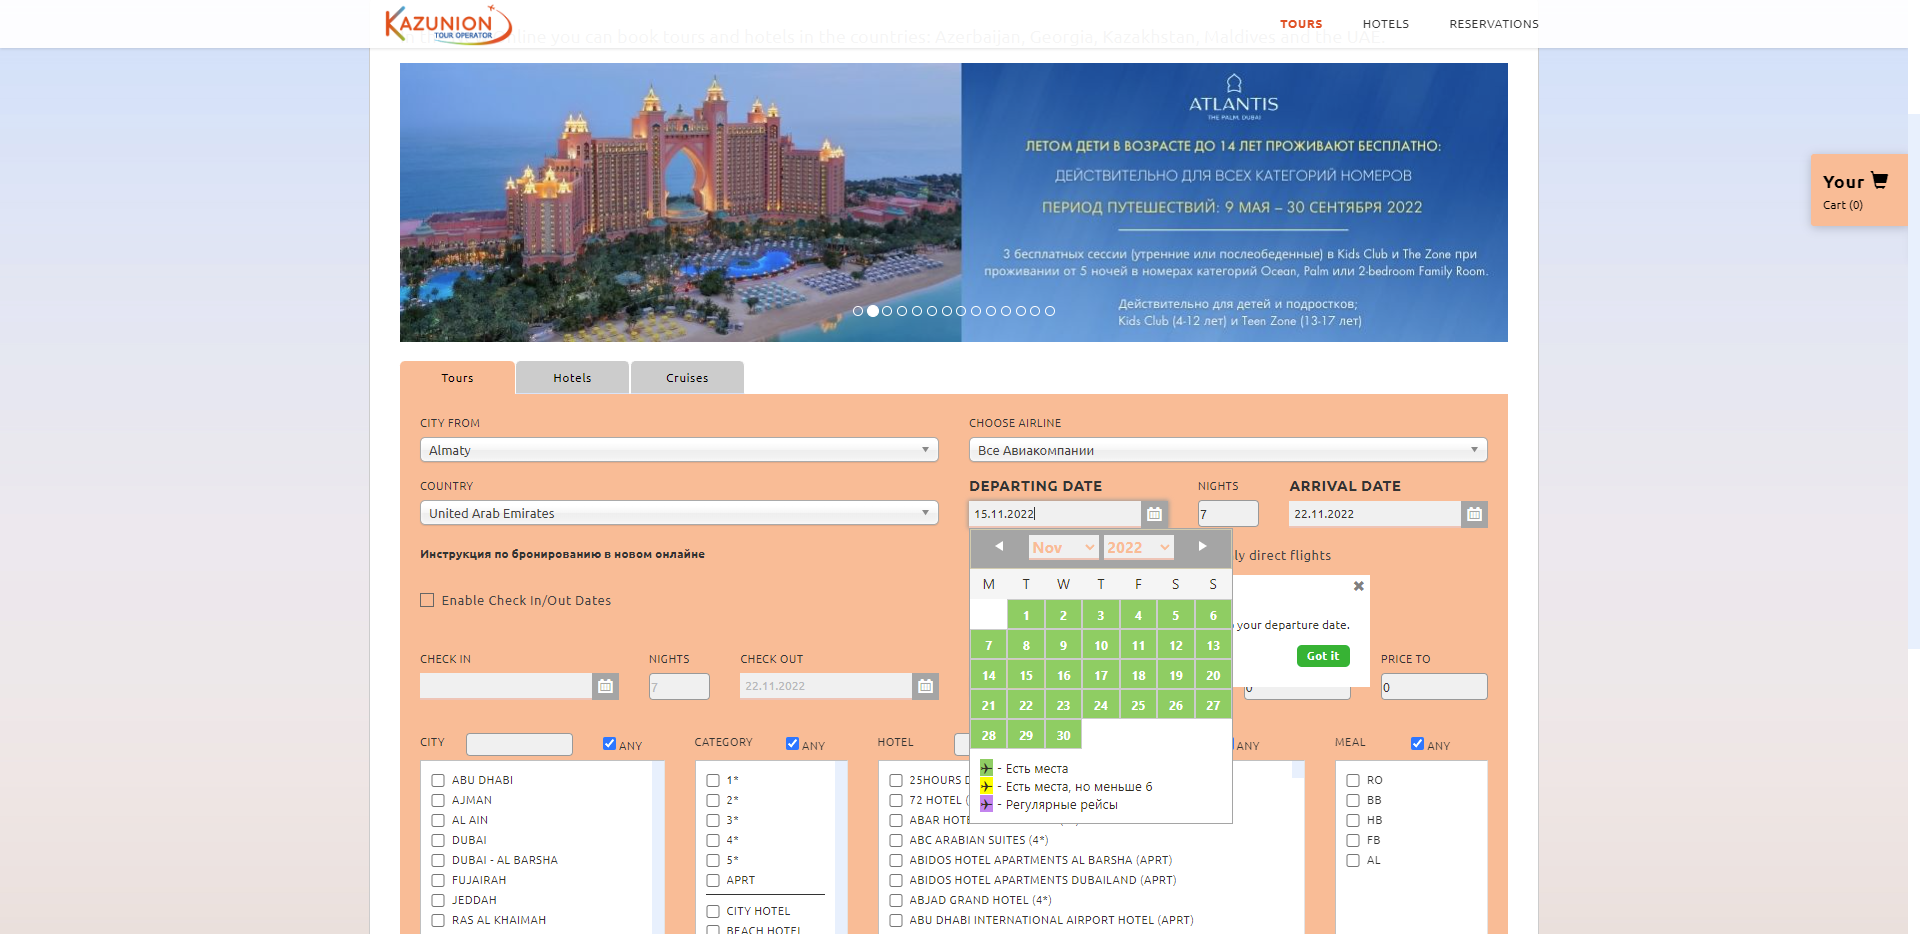 KAZUNION
TOUR OPERATOR
TOURS
HOTELS
RESERVATIONS
line you can book tours and hotels in the countries: Azerbaijan, Georgia, Kazakhstan, Maldives and the UAE.
ATLANTIS
THE PALM, DUBAI
ЛЕТОМ ДЕТИ В ВОЗРАСТЕ ДО 14 ЛЕТ ПРОЖИВАЮТ БЕСПЛАТНО:
ДЕЙСТВИТЕЛЬНО ДЛЯ ВСЕХ КАТЕГОРИЙ НОМЕРОВ
ПЕРИОД ПУТЕШЕСТВИЙ: 9 МАЯ – 30 СЕНТЯБРЯ 2022
3 бесплатных сессии (утренние или послеобеденные) в Kids Club и The Zone при
проживании от 5 ночей в номерах категорий Ocean, Palm или 2-bedroom Family Room.
Действительно для детей и подростков;
Kids Club (4-12 лет) и Teen Zone (13-17 лет)
Your
Cart (0)
Tours
Hotels
Cruises
CITY FROM
CHOOSE AIRLINE
Almaty
Все Авиакомпании
COUNTRY
DEPARTING DATE
NIGHTS
ARRIVAL DATE
United Arab Emirates
15.11.2022
7
22.11.2022
Инструкция по бронированию в новом онлайне
Nov
2022
ly direct flights
M T W T F S S
Enable Check In/Out Dates
1 2 3 4 5 6
your departure date.
7 8 9 10 11 12 13
Got it
CHECK IN
NIGHTS
CHECK OUT
14 15 16 17 18 19 20
PRICE TO
7
22.11.2022
0
0
21 22 23 24 25 26 27
28 29 30
CITY
ANY
CATEGORY
ANY
HOTEL
ANY
MEAL
ANY
- Есть места
- Есть места, но меньше 6
- Регулярные рейсы
ABU DHABI
AJMAN
AL AIN
DUBAI
DUBAI - AL BARSHA
FUJAIRAH
JEDDAH
RAS AL KHAIMAH
1*
2*
3*
4*
5*
APRT
CITY HOTEL
BEACH HOTEL
25HOURS
72 HOTEL (
ABAR HOTE
ABC ARABIAN SUITES (4*)
ABIDOS HOTEL APARTMENTS AL BARSHA (APRT)
ABIDOS HOTEL APARTMENTS DUBAILAND (APRT)
ABJAD GRAND HOTEL (4*)
ABU DHABI INTERNATIONAL AIRPORT HOTEL (APRT)
RO
BB
HB
FB
AL